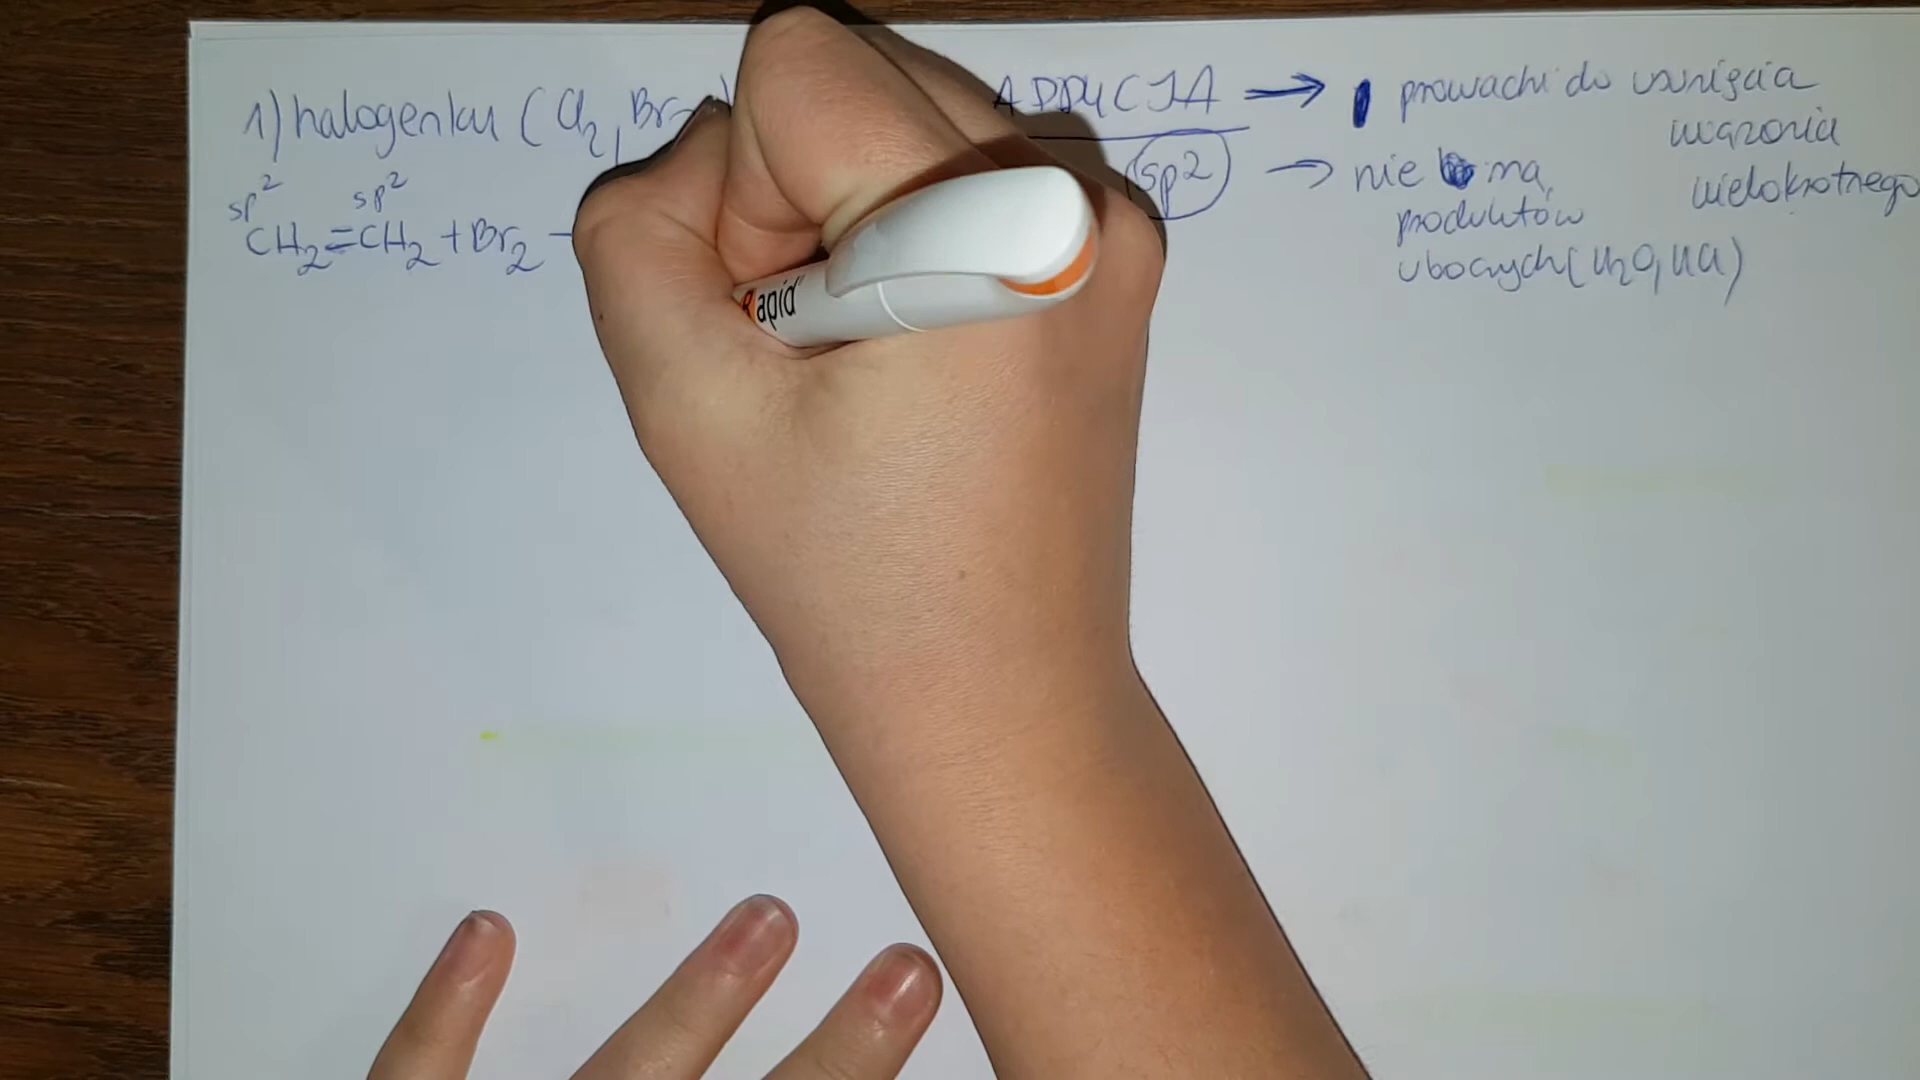 1) halogenku (Cl₂, Br
ADDYCJA → prowadzi do usunięcia
wiązania
wielokrotnego
sp² sp²
CH₂=CH₂ + Br₂ –
sp² → nie ma
produktów
ubocznych (H₂O, HCl)
apid